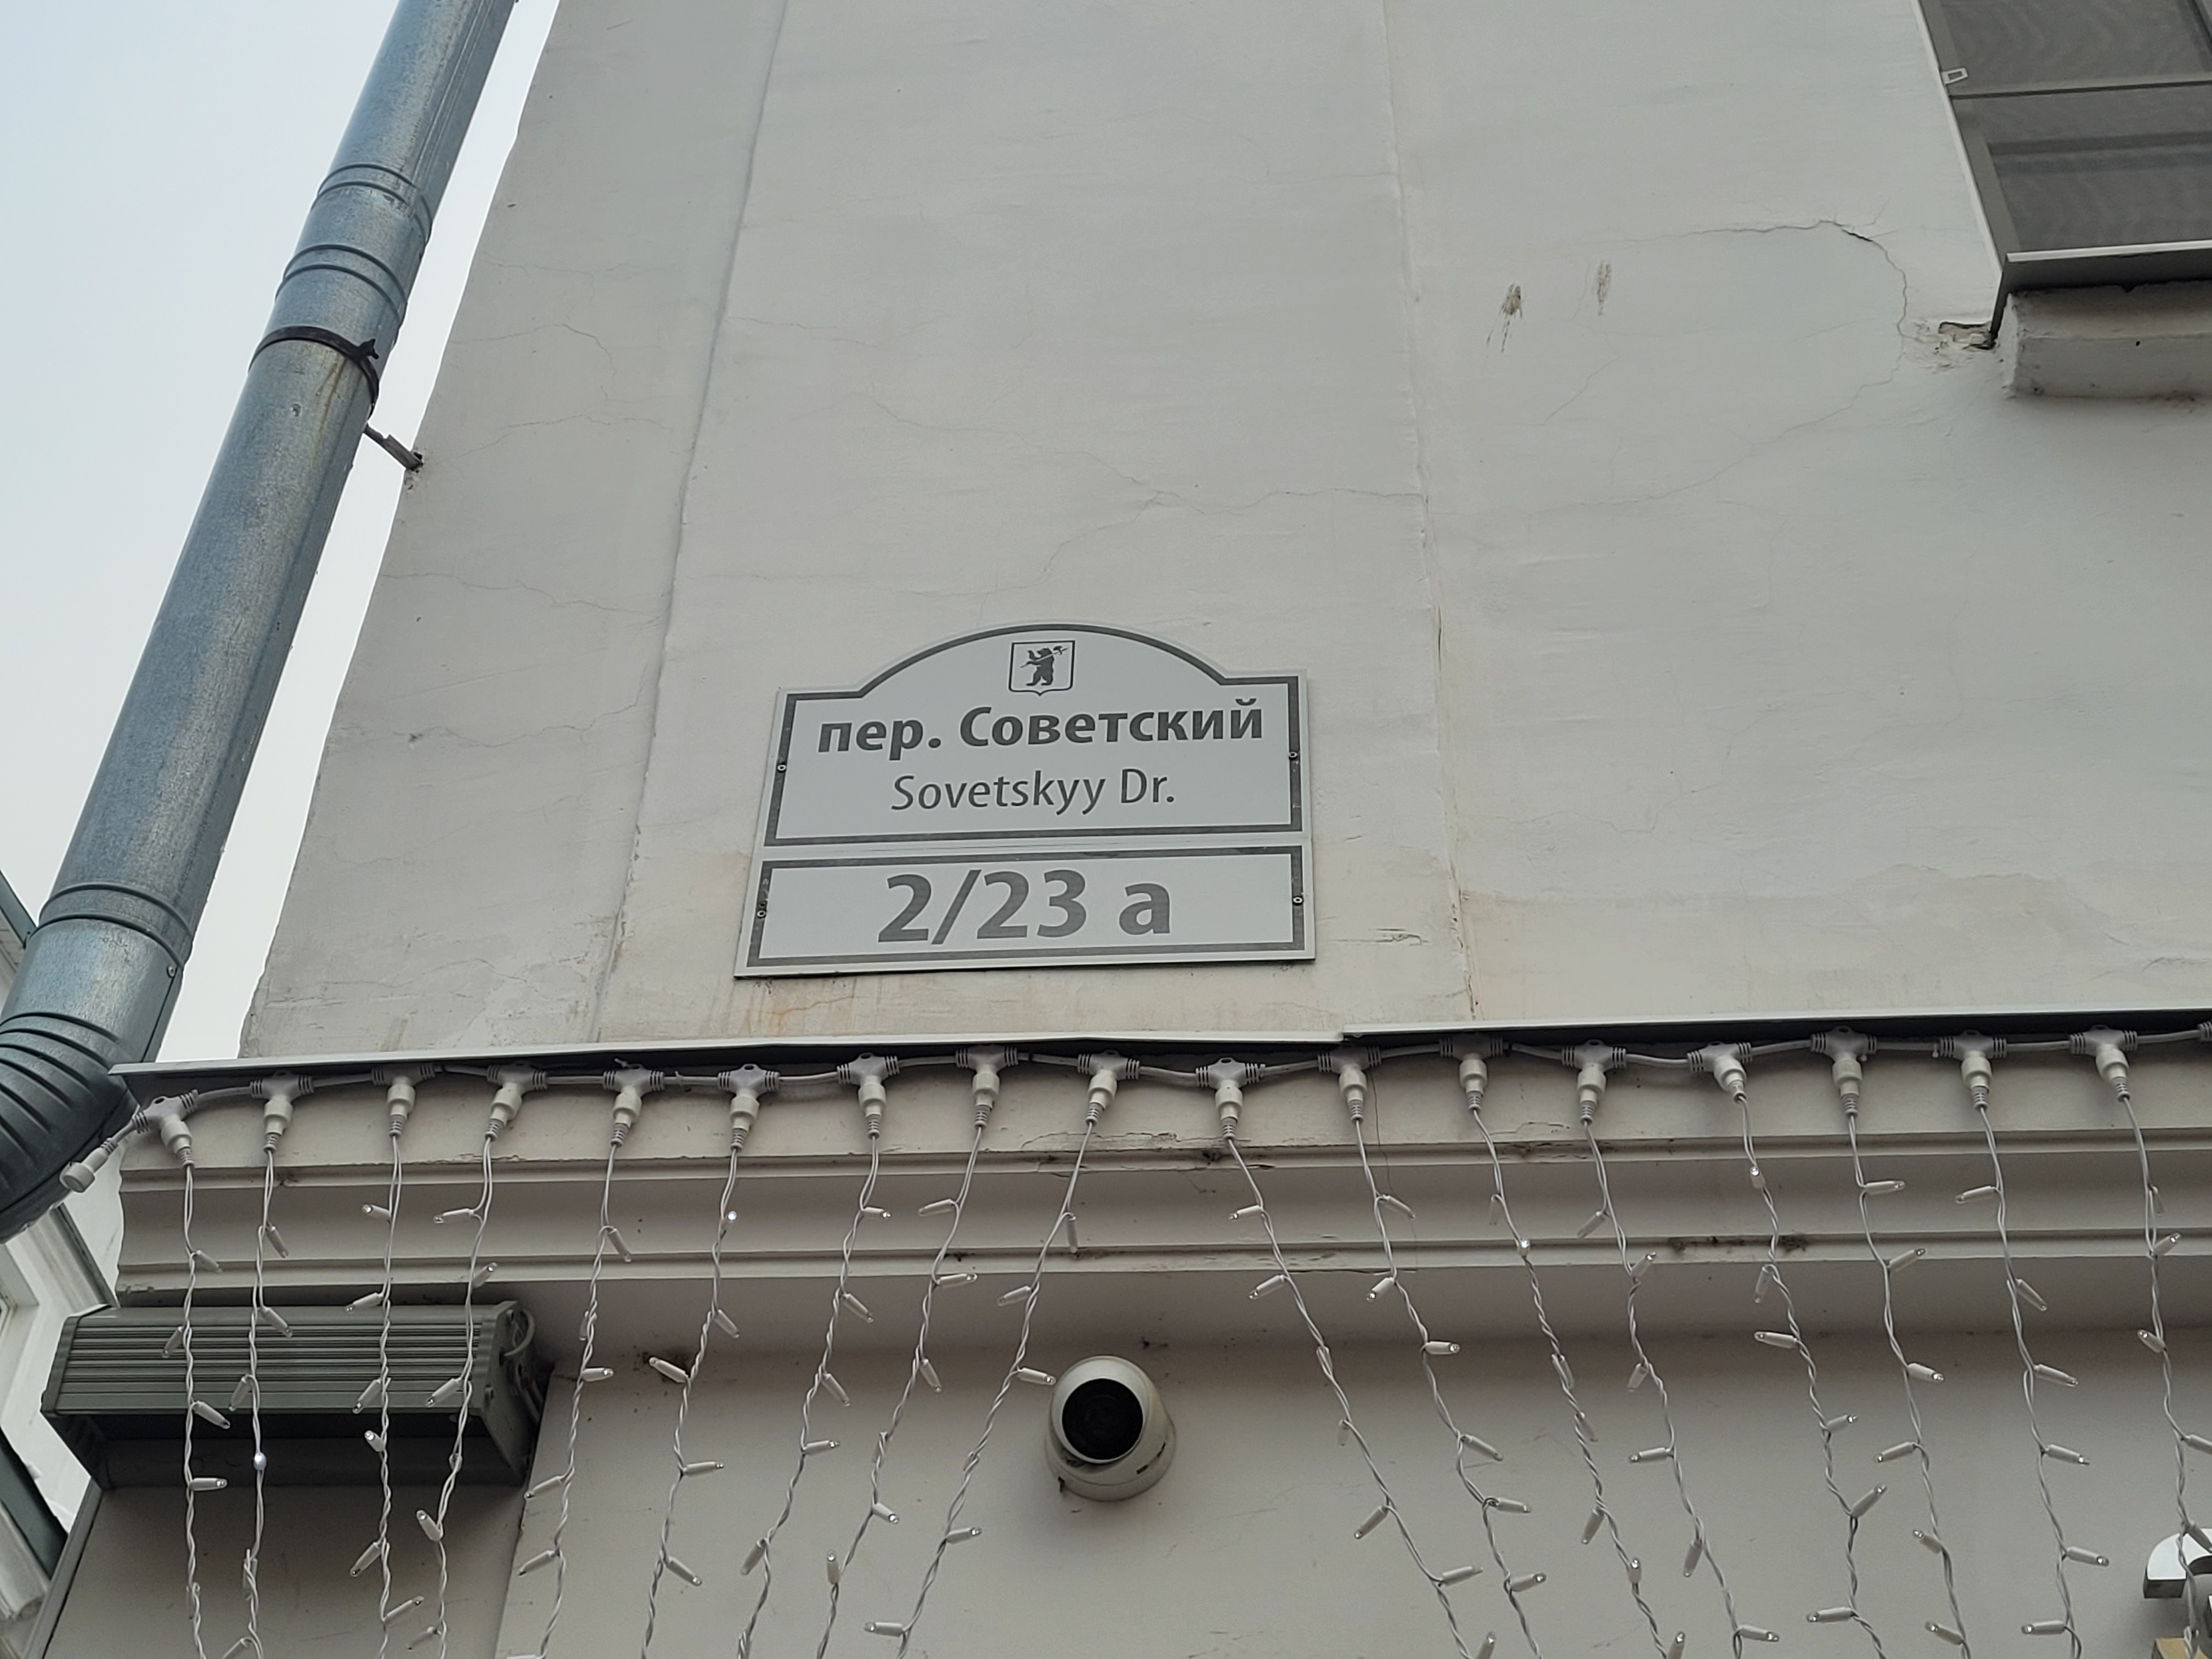 пер. Советский
Sovetskyy Dr.
2/23 а